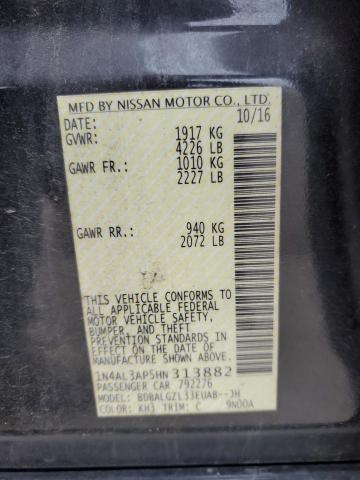 MFD BY NISSAN MOTOR CO., LTD.
DATE: 10/16
GVWR: 1917 KG
4226 LB
GAWR FR: 1010 KG
2227 LB
GAWR RR: 940 KG
2072 LB
THIS VEHICLE CONFORMS TO
ALL APPLICABLE FEDERAL
MOTOR VEHICLE SAFETY,
BUMPER, AND THEFT
PREVENTION STANDARDS IN
EFFECT ON THE DATE OF
MANUFACTURE SHOWN ABOVE.
1N4AL3AP5HN313882
PASSENGER CAR 792276
MODEL: BDBALGZL33EUAB--JH
COLOR: KH3 TRIM: C 9N00A